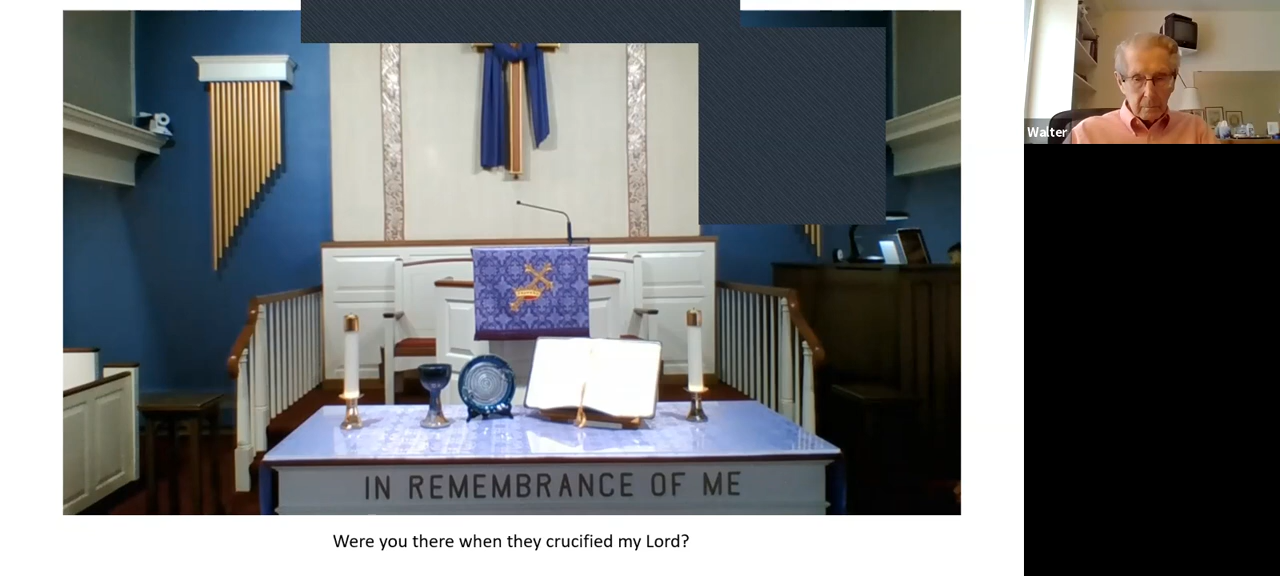 Walter
IN REMEMBRANCE OF ME
Were you there when they crucified my Lord?